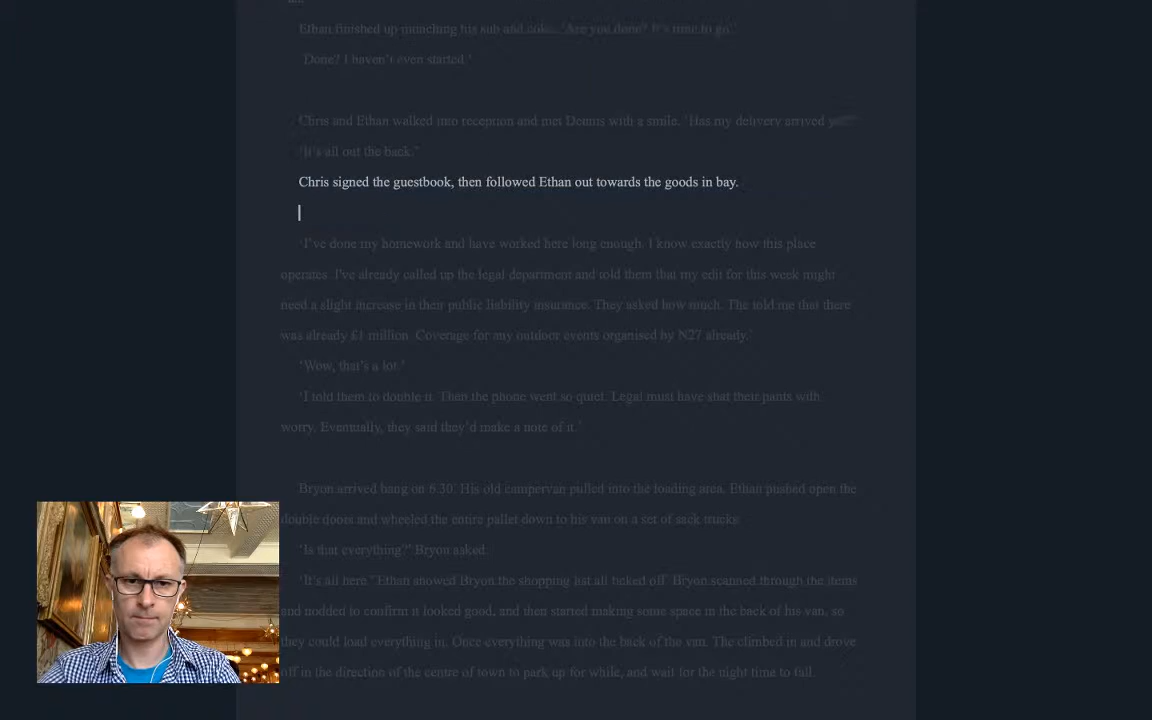 Ethan finished up munching his sub and coke. 'Are you done? It's time to go.'
'Done? I haven't even started.'
Chris and Ethan walked into reception and met Dennis with a smile. 'Has my delivery arrived
'It's all out the back.'
Chris signed the guestbook, then followed Ethan out towards the goods in bay.
'I've done my homework and have worked here long enough. I know exactly how this place
operates. I've already called up the legal department and told them that my edit for this week might
need a slight increase in their public liability insurance. They asked how much. The told me that there
was already £1 million. Coverage for any outdoor events organised by N27 already.'
'Wow, that's a lot.'
'I told them to double it. Then the phone went so quiet. Legal must have shat their pants with
worry. Eventually, they said they'd make a note of it.'
Bryon arrived bang on 6.30. His old campervan pulled into the loading area. Ethan pushed open the
double doors and wheeled the entire pallet down to his van on a set of sack trucks.
'Is that everything?' Bryon asked.
'It's all here.' Ethan showed Bryon the shopping list all ticked off. Bryon scanned through the items
and nodded to confirm it looked good, and then started making some space in the back of his van, so
they could load everything in. Once everything was into the back of the van. The climbed in and drove
off in the direction of the centre of town to park up for while, and wait for the night time to fall.